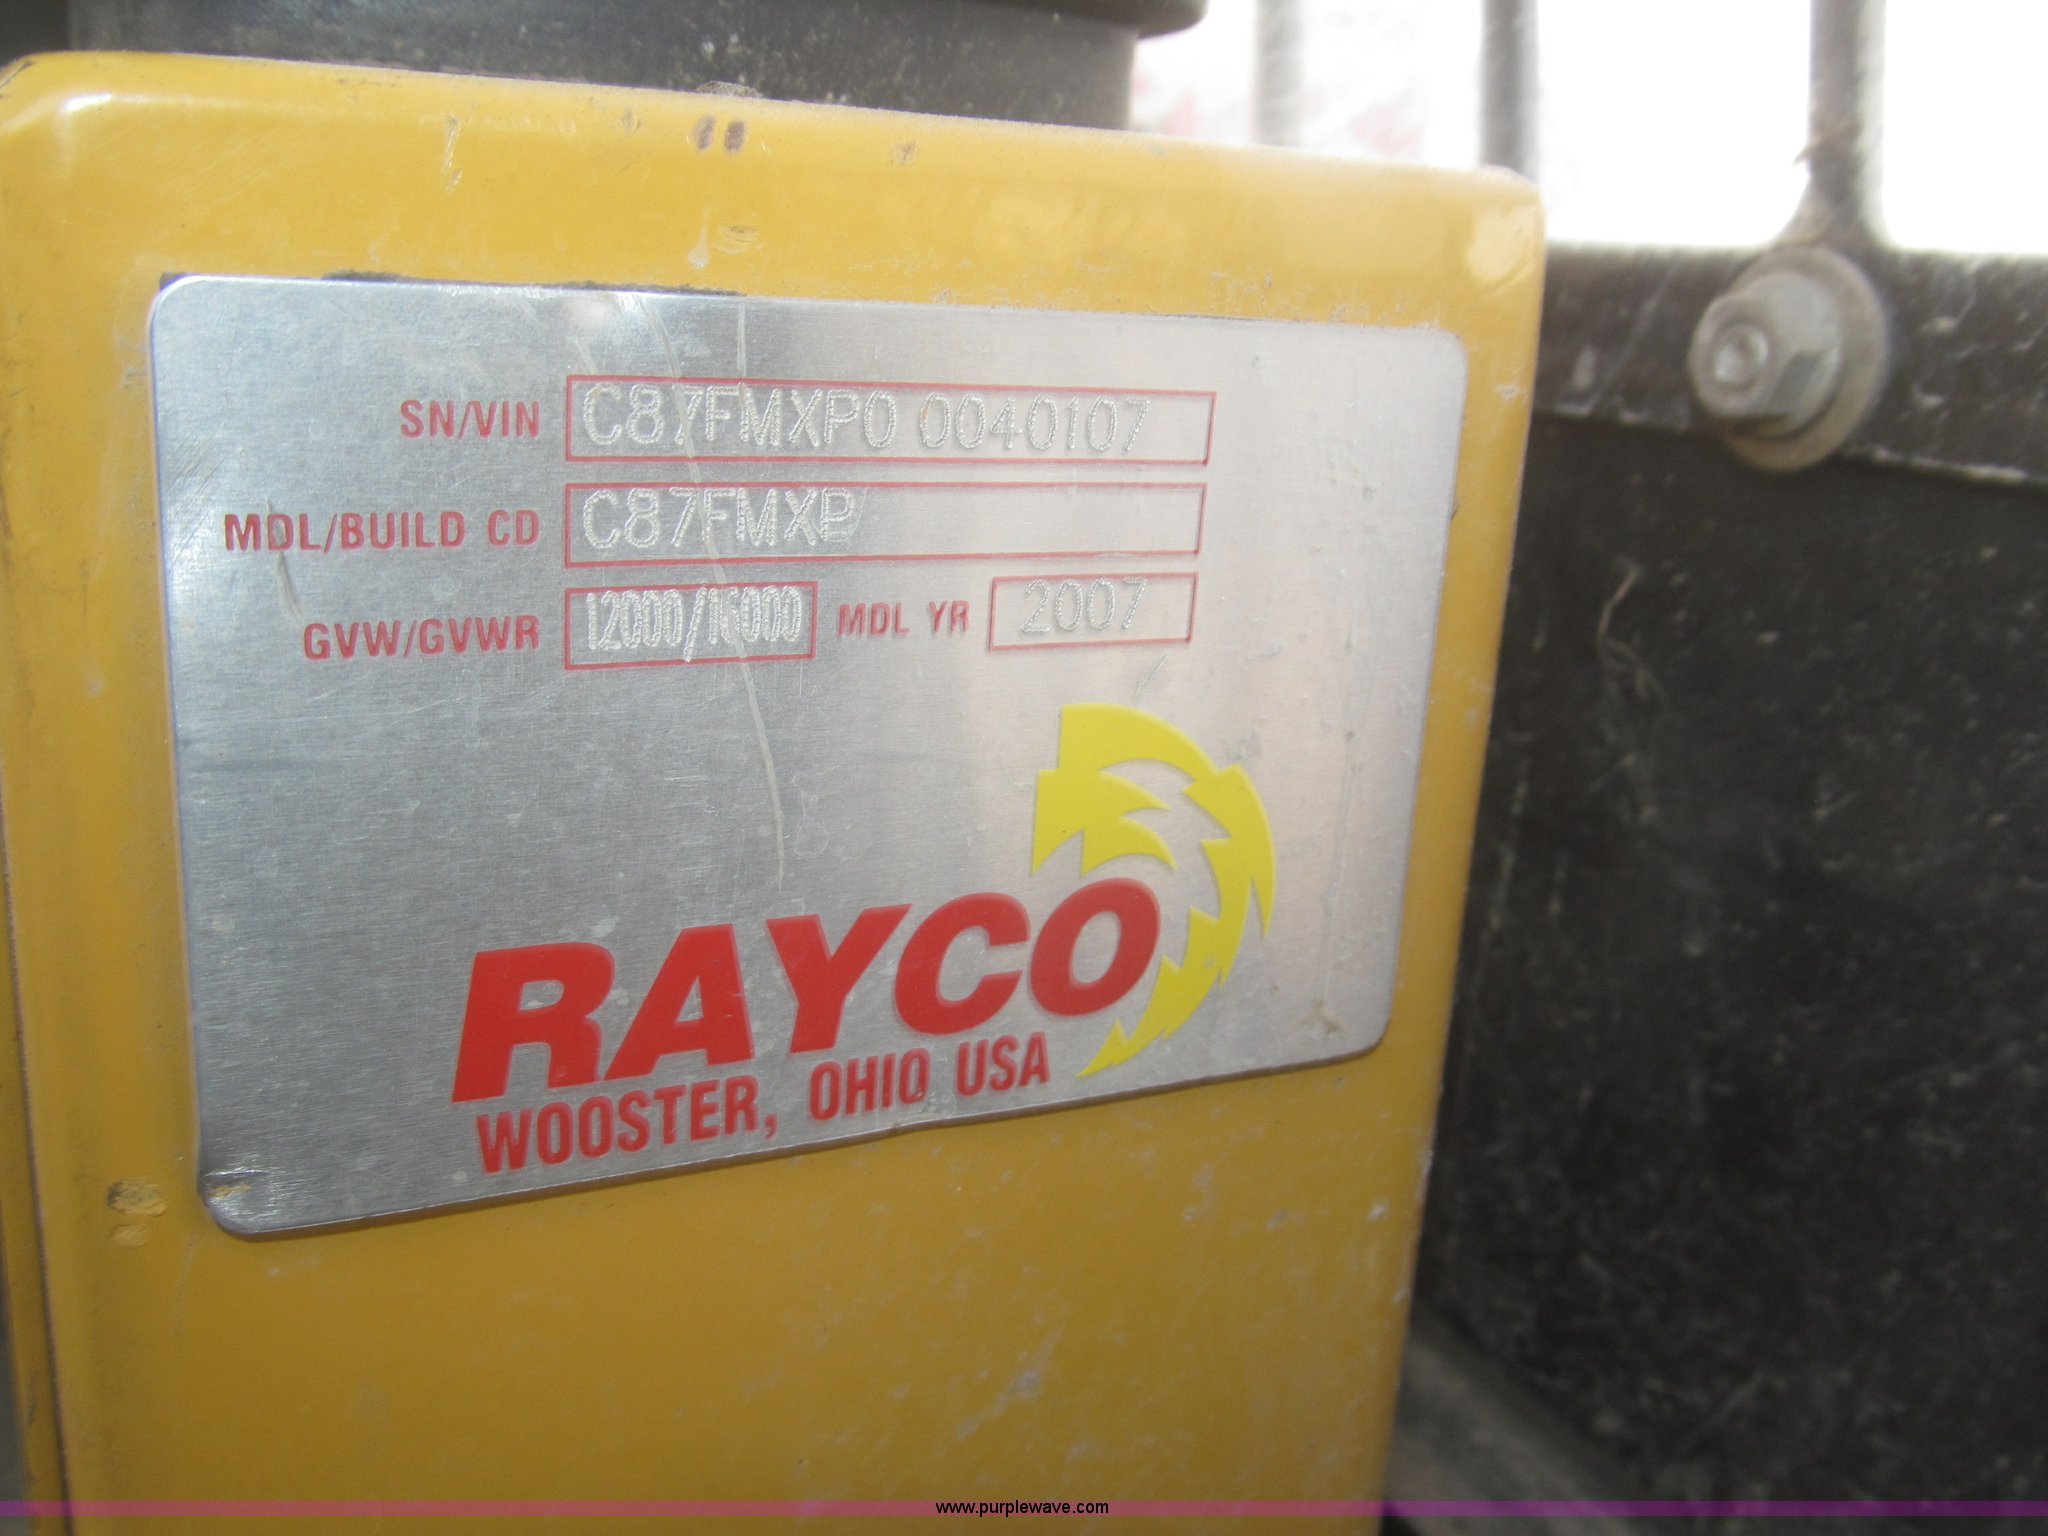 SN/VIN C87FMXP0 0040107
MDL/BUILD CD C87FMXP
GVW/GVWR 12000/16000 MDL YR 2007
RAYCO
WOOSTER, OHIO USA
www.purplewave.com